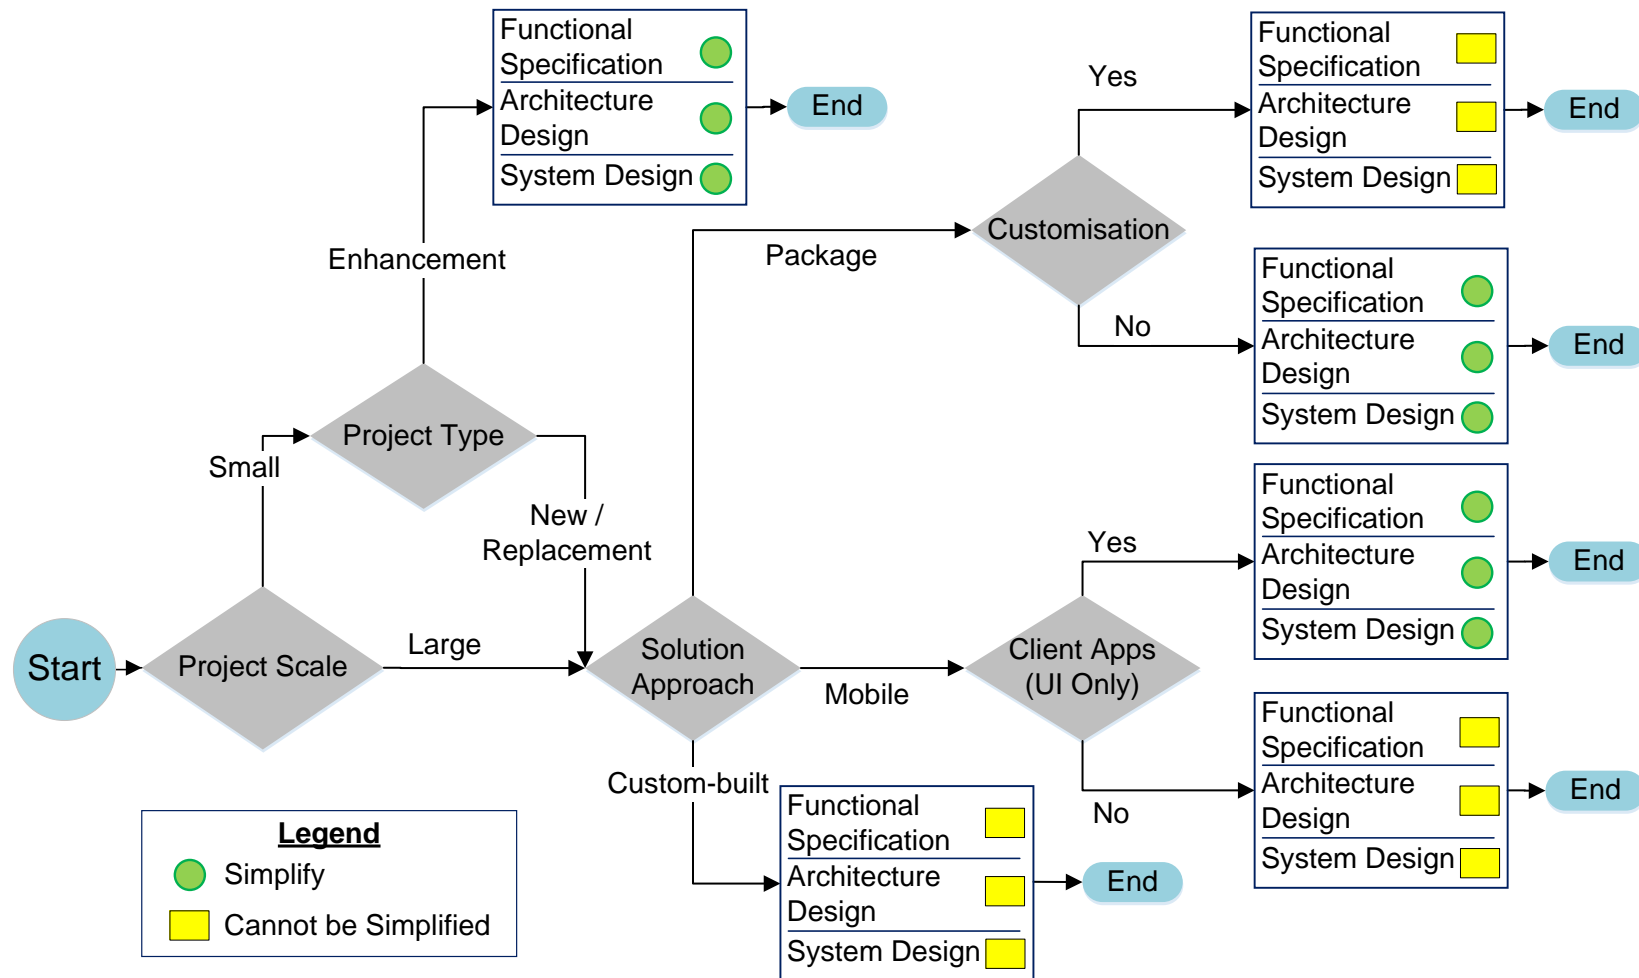 Functional
Specification
Architecture
Design
System Design
End
Enhancement
Project Type
Small
New /
Replacement
Start
Project Scale
Large
Solution
Approach
Package
Customisation
Yes
Functional
Specification
Architecture
Design
System Design
End
No
Functional
Specification
Architecture
Design
System Design
End
Mobile
Client Apps
(UI Only)
Yes
Functional
Specification
Architecture
Design
System Design
End
No
Functional
Specification
Architecture
Design
System Design
End
Custom-built
Functional
Specification
Architecture
Design
System Design
End
Legend
Simplify
Cannot be Simplified